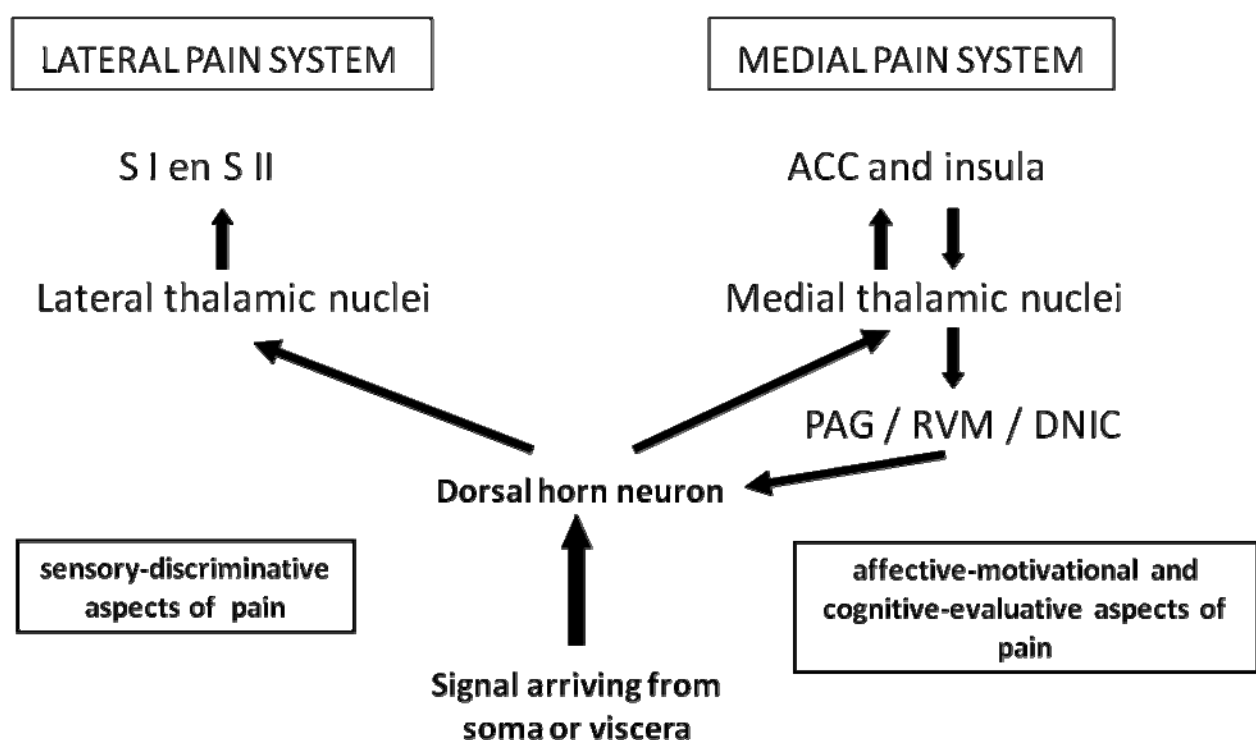 LATERAL PAIN SYSTEM
MEDIAL PAIN SYSTEM
S I en S II
ACC and insula
Lateral thalamic nuclei
Medial thalamic nuclei
PAG / RVM / DNIC
Dorsal horn neuron
sensory-discriminative
aspects of pain
affective-motivational and
cognitive-evaluative aspects of
pain
Signal arriving from
soma or viscera